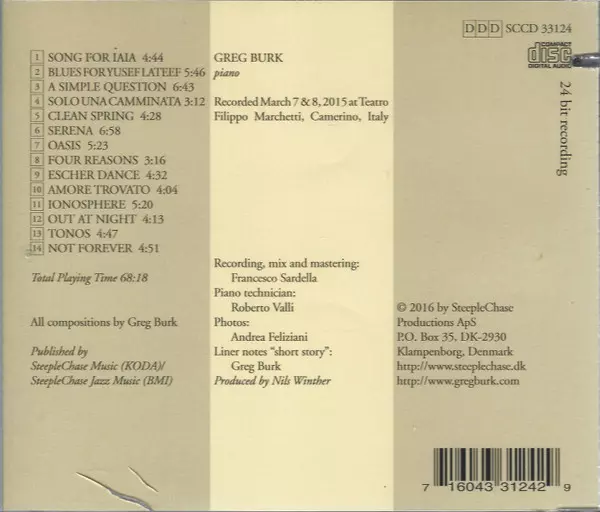 1 SONG FOR IAIA 4:44
2 BLUES FOR YUSEF LATEEF 5:46
3 A SIMPLE QUESTION 6:43
4 SOLO UNA CAMMINATA 3:12
5 CLEAN SPRING 4:28
6 SERENA 6:58
7 OASIS 5:23
8 FOUR REASONS 3:16
9 ESCHER DANCE 4:32
10 AMORE TROVATO 4:04
11 IONOSPHERE 5:20
12 OUT AT NIGHT 4:13
13 TONOS 4:47
14 NOT FOREVER 4:51
Total Playing Time 68:18
All compositions by Greg Burk
Published by
SteepleChase Music (KODA)/
SteepleChase Jazz Music (BMI)
GREG BURK
piano
Recorded March 7 & 8, 2015 at Teatro
Filippo Marchetti, Camerino, Italy
Recording, mix and mastering:
Francesco Sardella
Piano technician:
Roberto Valli
Photos:
Andrea Feliziani
Liner notes “short story”:
Greg Burk
Produced by Nils Winther
DDD SCCD 33124
COMPACT
disc
DIGITAL AUDIO
24 bit recording
© 2016 by SteepleChase
Productions ApS
P.O. Box 35. DK-2930
Klampenborg, Denmark
http://www.steeplechase.dk
http://www.gregburk.com
7 16043 31242 9